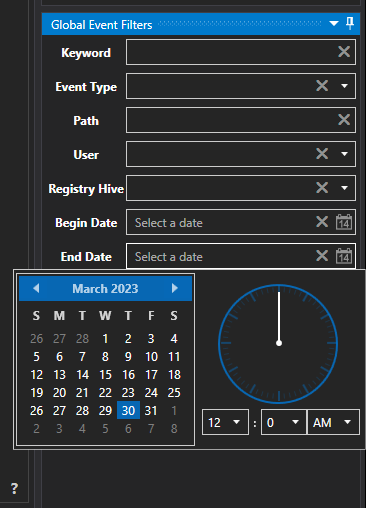 Global Event Filters
Keyword
Event Type
Path
User
Registry Hive
Begin Date Select a date 14
End Date Select a date 14
March 2023
S M T W T F S
26 27 28 1 2 3 4
5 6 7 8 9 10 11
12 13 14 15 16 17 18
19 20 21 22 23 24 25
26 27 28 29 30 31 1
2 3 4 5 6 7 8
12 : 0 AM
?